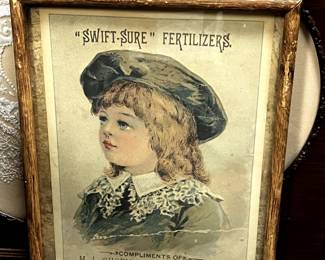 "SWIFT-SURE" FERTILIZERS.
COMPLIMENTS OF